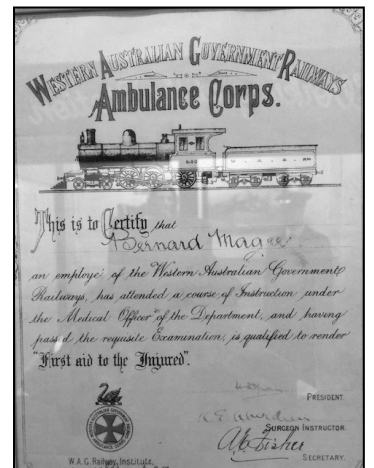 Western Australian Government Railways
Ambulance Corps.
This is to Certify that
Bernard Magee
an employé of the Western Australian Government
Railways, has attended a course of Instruction under
the Medical Officer of the Department, and having
passed the requisite Examination, is qualified to render
"First aid to the Injured".
PRESIDENT.
SURGEON INSTRUCTOR.
A.E. Fisher
SECRETARY.
W.A.G. Railway Institute,